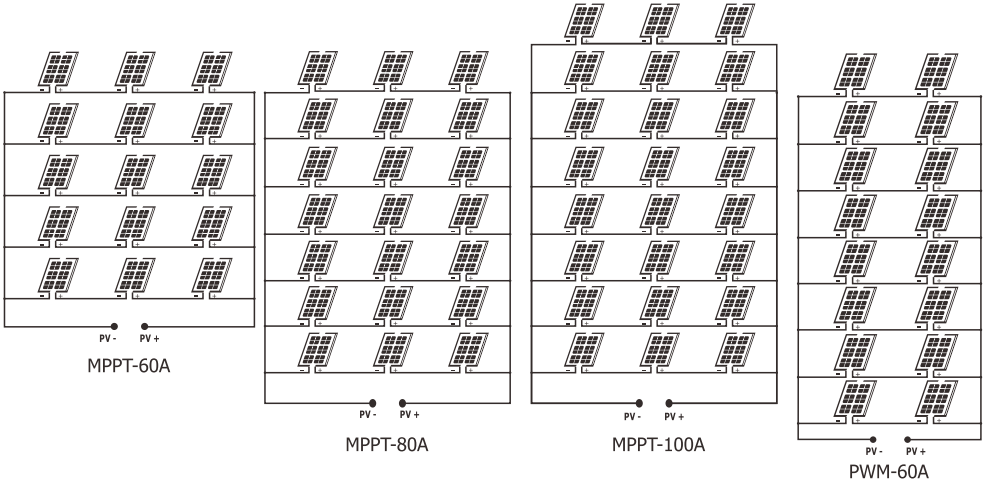 PV - PV +
MPPT-60A
PV - PV +
MPPT-80A
PV - PV +
MPPT-100A
PV - PV +
PWM-60A